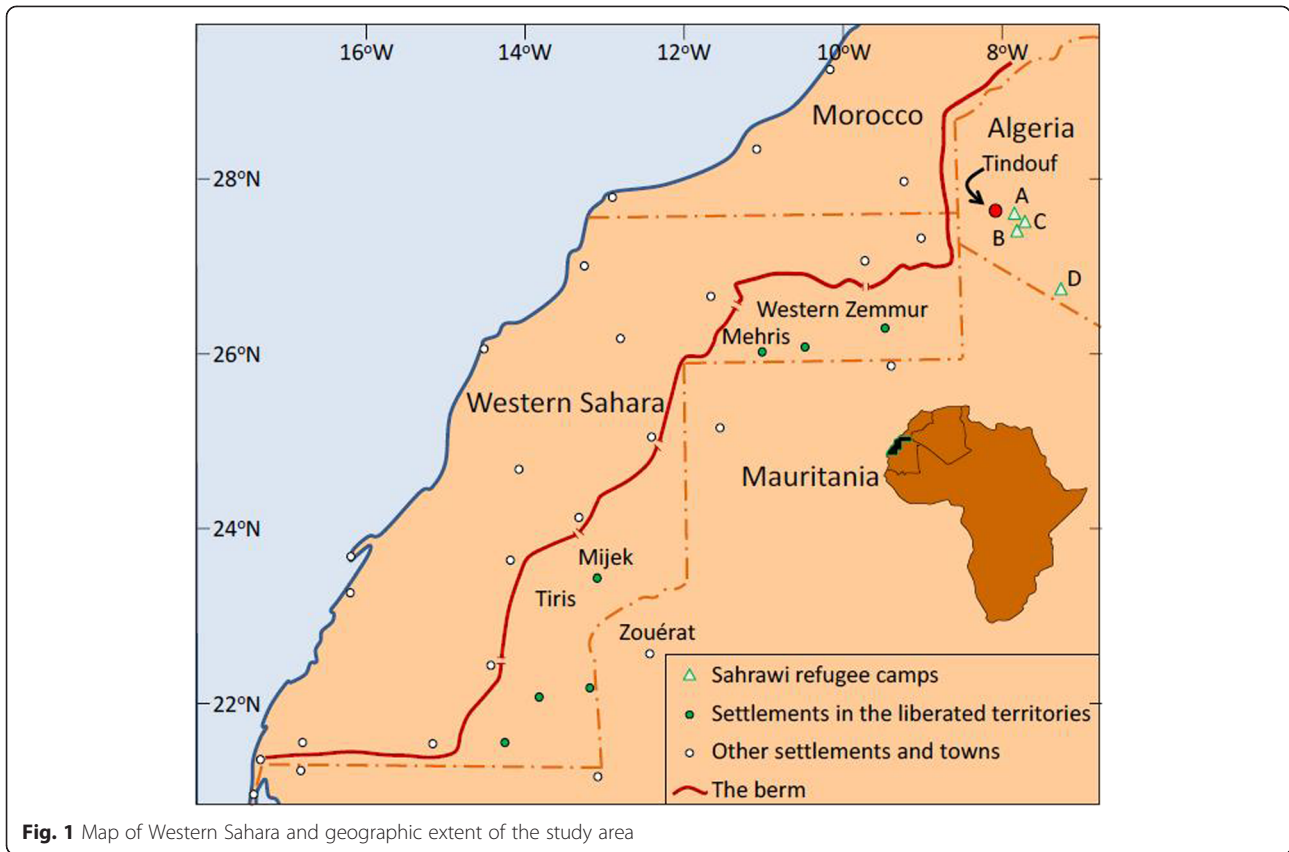 16°W 14°W 12°W 10°W 8°W
Morocco
Algeria
Tindouf
28°N
A
C
B
D
Western Zemmur
Mehris
26°N
Western Sahara
Mauritania
24°N
Mijek
Tiris
Zouérat
22°N
Sahrawi refugee camps
Settlements in the liberated territories
Other settlements and towns
The berm
Fig. 1 Map of Western Sahara and geographic extent of the study area